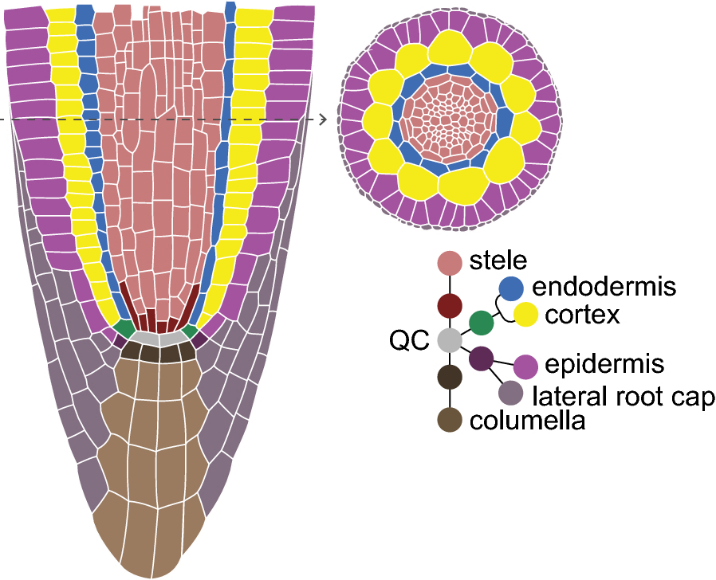 stele
endodermis
cortex
QC
epidermis
lateral root cap
columella